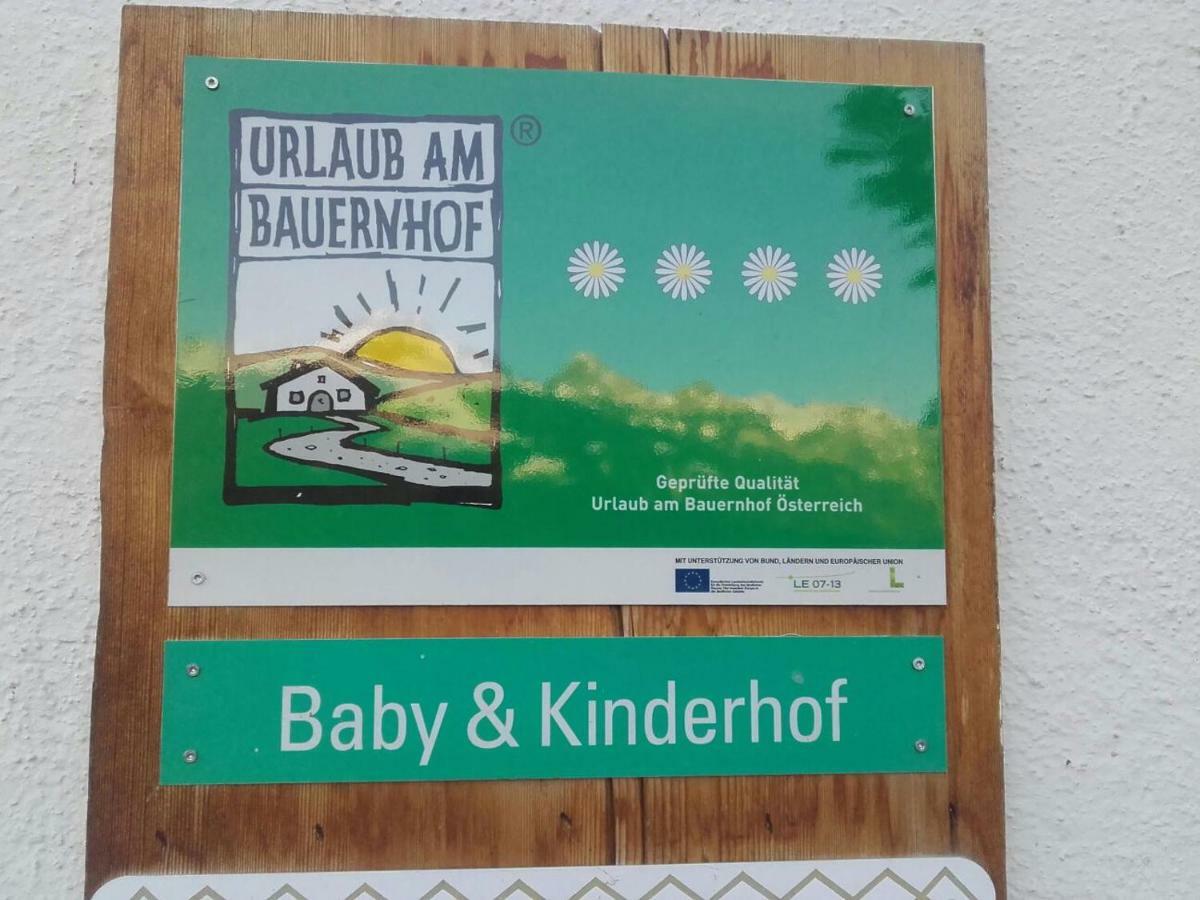 URLAUB AM
BAUERNHOF
®
Geprüfte Qualität
Urlaub am Bauernhof Österreich
MIT UNTERSTÜTZUNG VON BUND, LÄNDERN UND EUROPÄISCHER UNION
LE 07-13
L
Baby & Kinderhof